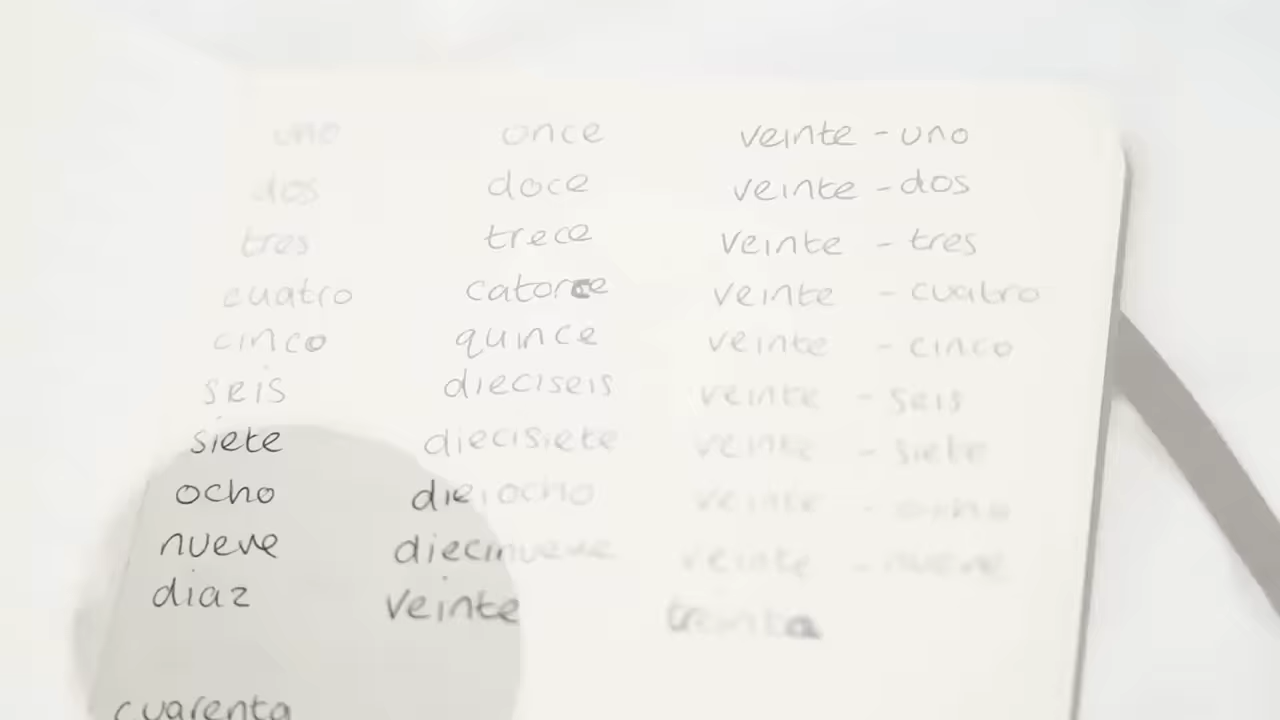 uno
dos
tres
cuatro
cinco
seis
siete
ocho
nueve
diaz
cuarenta
once
doce
trece
catorce
quince
dieciseis
diecisiete
dieciocho
diecinueve
veinte
veinte - uno
veinte - dos
veinte - tres
veinte - cuatro
veinte - cinco
veinte - seis
veinte - siete
veinte - ocho
veinte - nueve
treinta